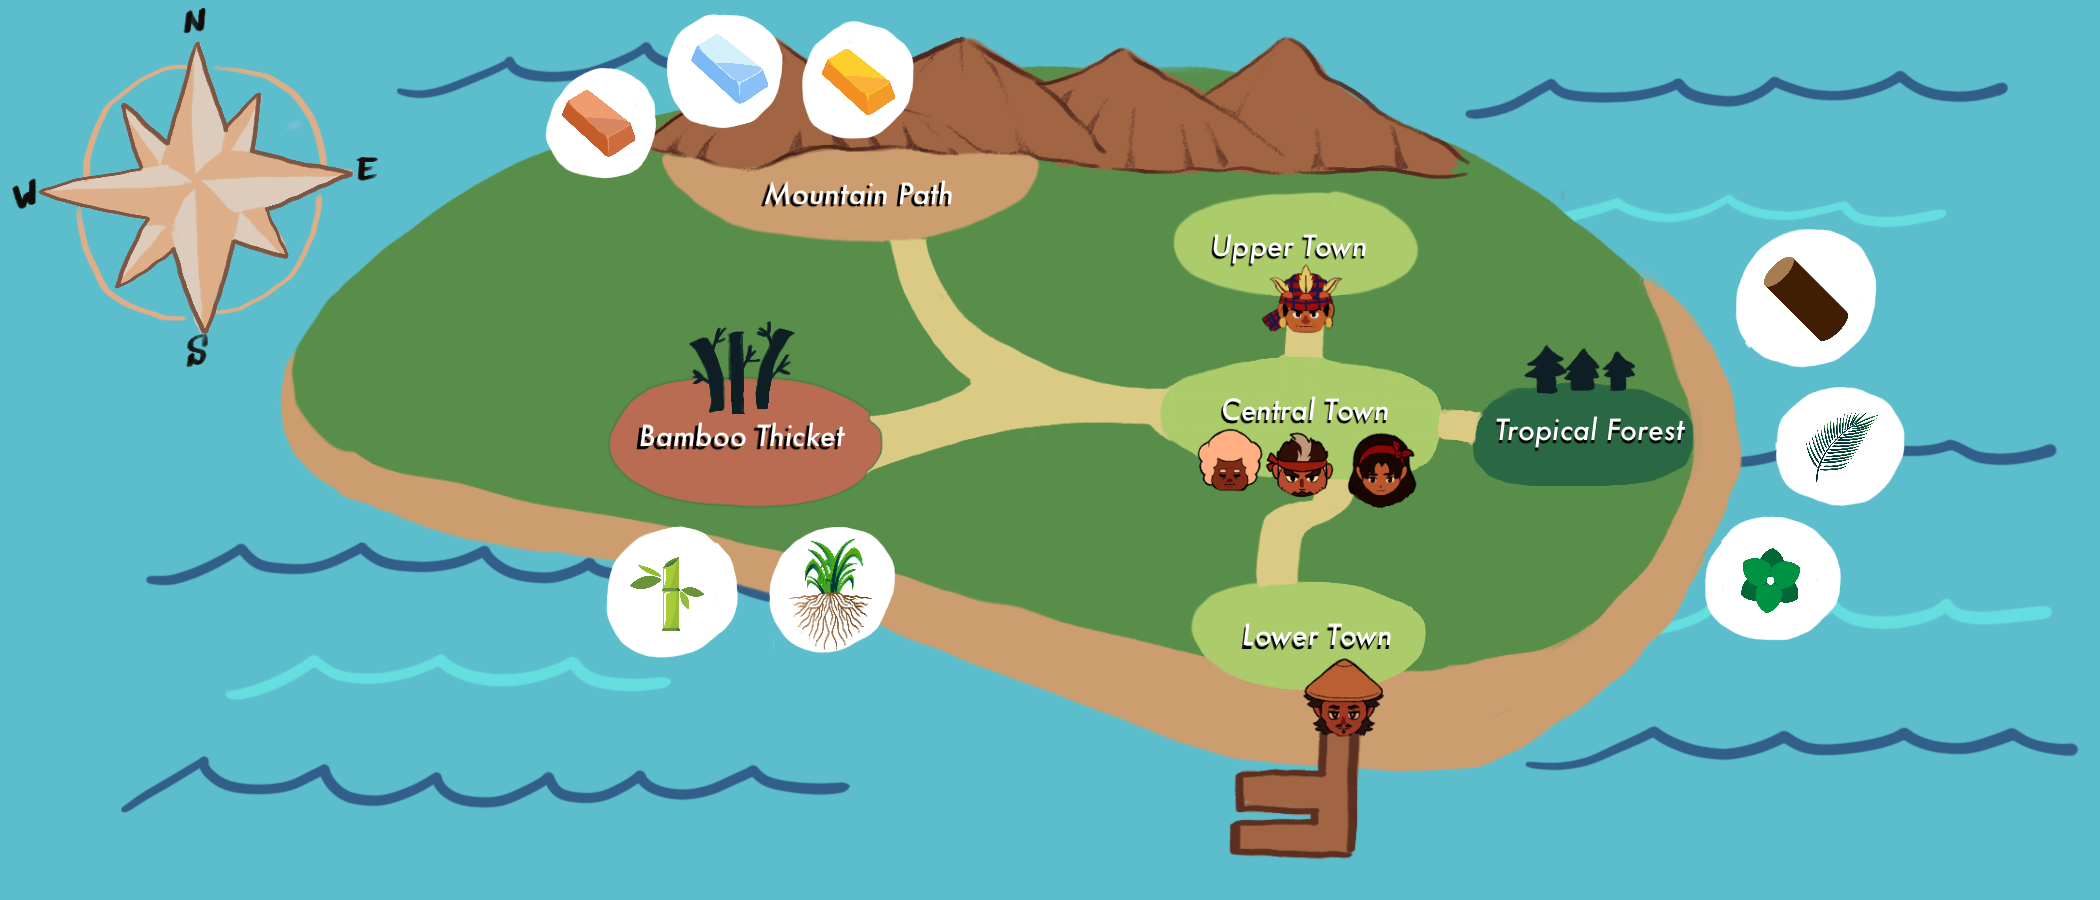 N
W
E
S
Mountain Path
Upper Town
Bamboo Thicket
Central Town
Tropical Forest
Lower Town